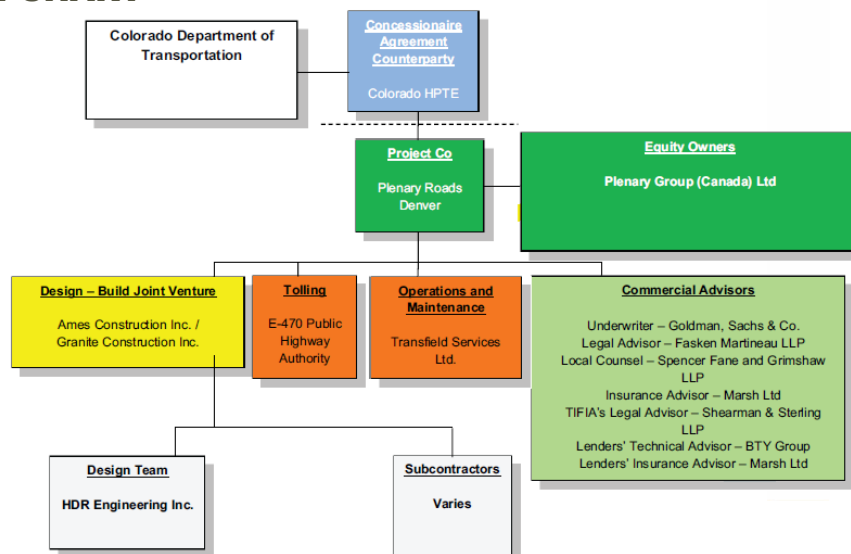 Colorado Department of
Transportation
Concessionaire
Agreement
Counterparty
Colorado HPTE
Project Co
Plenary Roads
Denver
Equity Owners
Plenary Group (Canada) Ltd
Design – Build Joint Venture
Ames Construction Inc. /
Granite Construction Inc.
Tolling
E-470 Public
Highway
Authority
Operations and
Maintenance
Transfield Services
Ltd.
Commercial Advisors
Underwriter – Goldman, Sachs & Co.
Legal Advisor – Fasken Martineau LLP
Local Counsel – Spencer Fane and Grimshaw
LLP
Insurance Advisor – Marsh Ltd
TIFIA's Legal Advisor – Shearman & Sterling
LLP
Lenders' Technical Advisor – BTY Group
Lenders' Insurance Advisor – Marsh Ltd
Design Team
HDR Engineering Inc.
Subcontractors
Varies